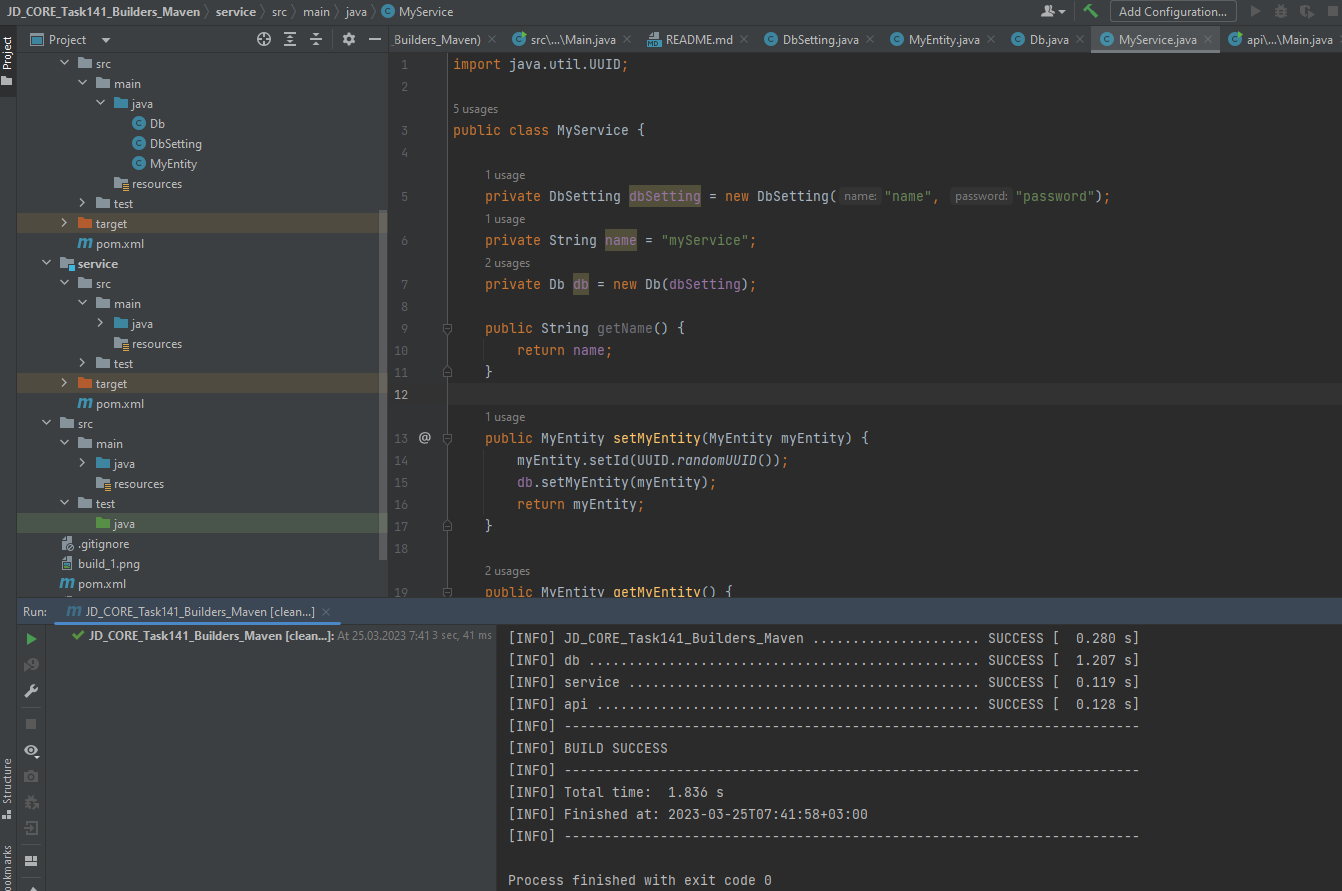 JD_CORE_Task141_Builders_Maven service src main java MyService Add Configuration...
Project
Project
_Builders_Maven) src\...\Main.java README.md DbSetting.java MyEntity.java Db.java MyService.java api\...\Main.java
src
main
java
Db
DbSetting
MyEntity
resources
test
target
pom.xml
service
src
main
java
resources
test
target
pom.xml
src
main
java
resources
test
java
.gitignore
build_1.png
pom.xml
1 import java.util.UUID;
2
5 usages
3 public class MyService {
4
1 usage
5 private DbSetting dbSetting = new DbSetting( name: "name", password: "password");
1 usage
6 private String name = "myService";
2 usages
7 private Db db = new Db(dbSetting);
8
9 public String getName() {
10 return name;
11 }
12
1 usage
13 @ public MyEntity setMyEntity(MyEntity myEntity) {
14 myEntity.setId(UUID.randomUUID());
15 db.setMyEntity(myEntity);
16 return myEntity;
17 }
18
2 usages
19 public MyEntity getMyEntity() {
Run: JD_CORE_Task141_Builders_Maven [clean...]
JD_CORE_Task141_Builders_Maven [clean...]: At 25.03.2023 7:41 3 sec, 41 ms
[INFO] JD_CORE_Task141_Builders_Maven ..................... SUCCESS [  0.280 s]
[INFO] db ................................................. SUCCESS [  1.207 s]
[INFO] service ............................................ SUCCESS [  0.119 s]
[INFO] api ................................................ SUCCESS [  0.128 s]
[INFO] ------------------------------------------------------------------------
[INFO] BUILD SUCCESS
[INFO] ------------------------------------------------------------------------
[INFO] Total time:  1.836 s
[INFO] Finished at: 2023-03-25T07:41:58+03:00
[INFO] ------------------------------------------------------------------------
Process finished with exit code 0
Structure
ookmarks